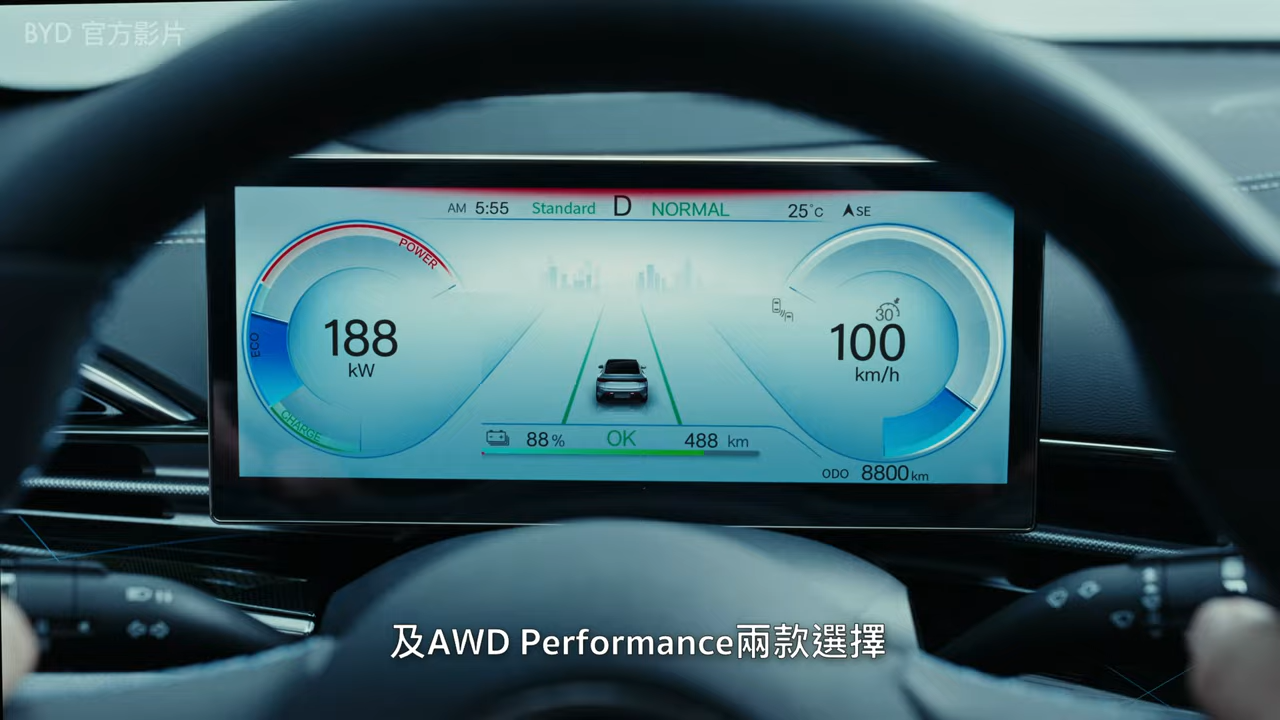 BYD 官方影片
AM 5:55 Standard D NORMAL 25°C SE
POWER
30
188
100
kW
km/h
ECO
CHARGE
88% OK 488 km
ODO 8800km
及AWD Performance兩款選擇